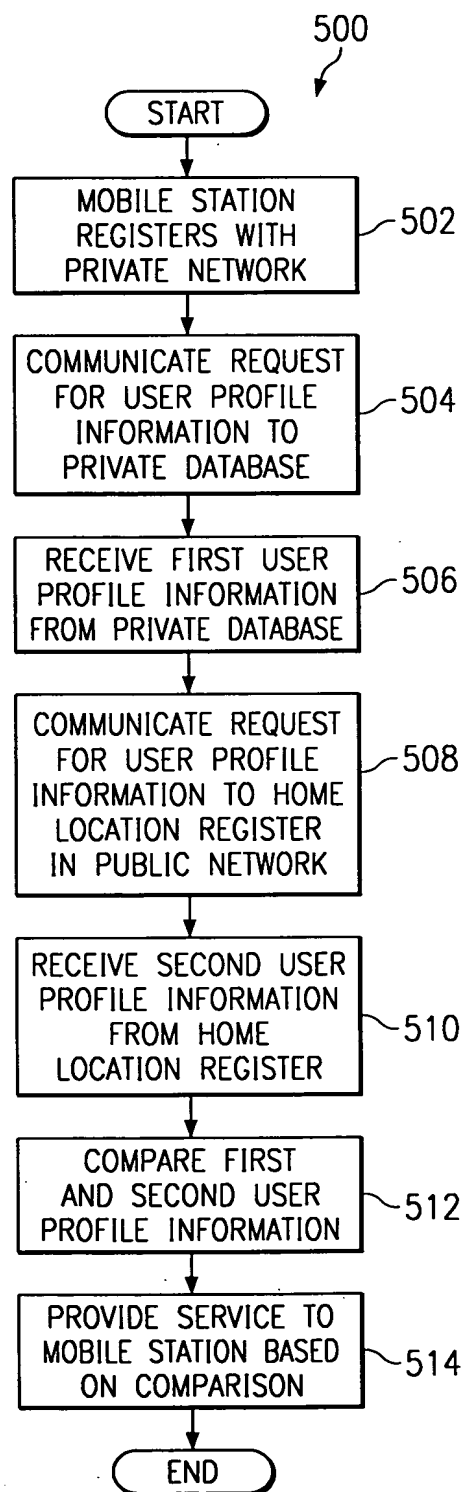 500
START
MOBILE STATION
REGISTERS WITH
PRIVATE NETWORK
502
COMMUNICATE REQUEST
FOR USER PROFILE
INFORMATION TO
PRIVATE DATABASE
504
RECEIVE FIRST USER
PROFILE INFORMATION
FROM PRIVATE DATABASE
506
COMMUNICATE REQUEST
FOR USER PROFILE
INFORMATION TO HOME
LOCATION REGISTER
IN PUBLIC NETWORK
508
RECEIVE SECOND USER
PROFILE INFORMATION
FROM HOME
LOCATION REGISTER
510
COMPARE FIRST
AND SECOND USER
PROFILE INFORMATION
512
PROVIDE SERVICE TO
MOBILE STATION BASED
ON COMPARISON
514
END